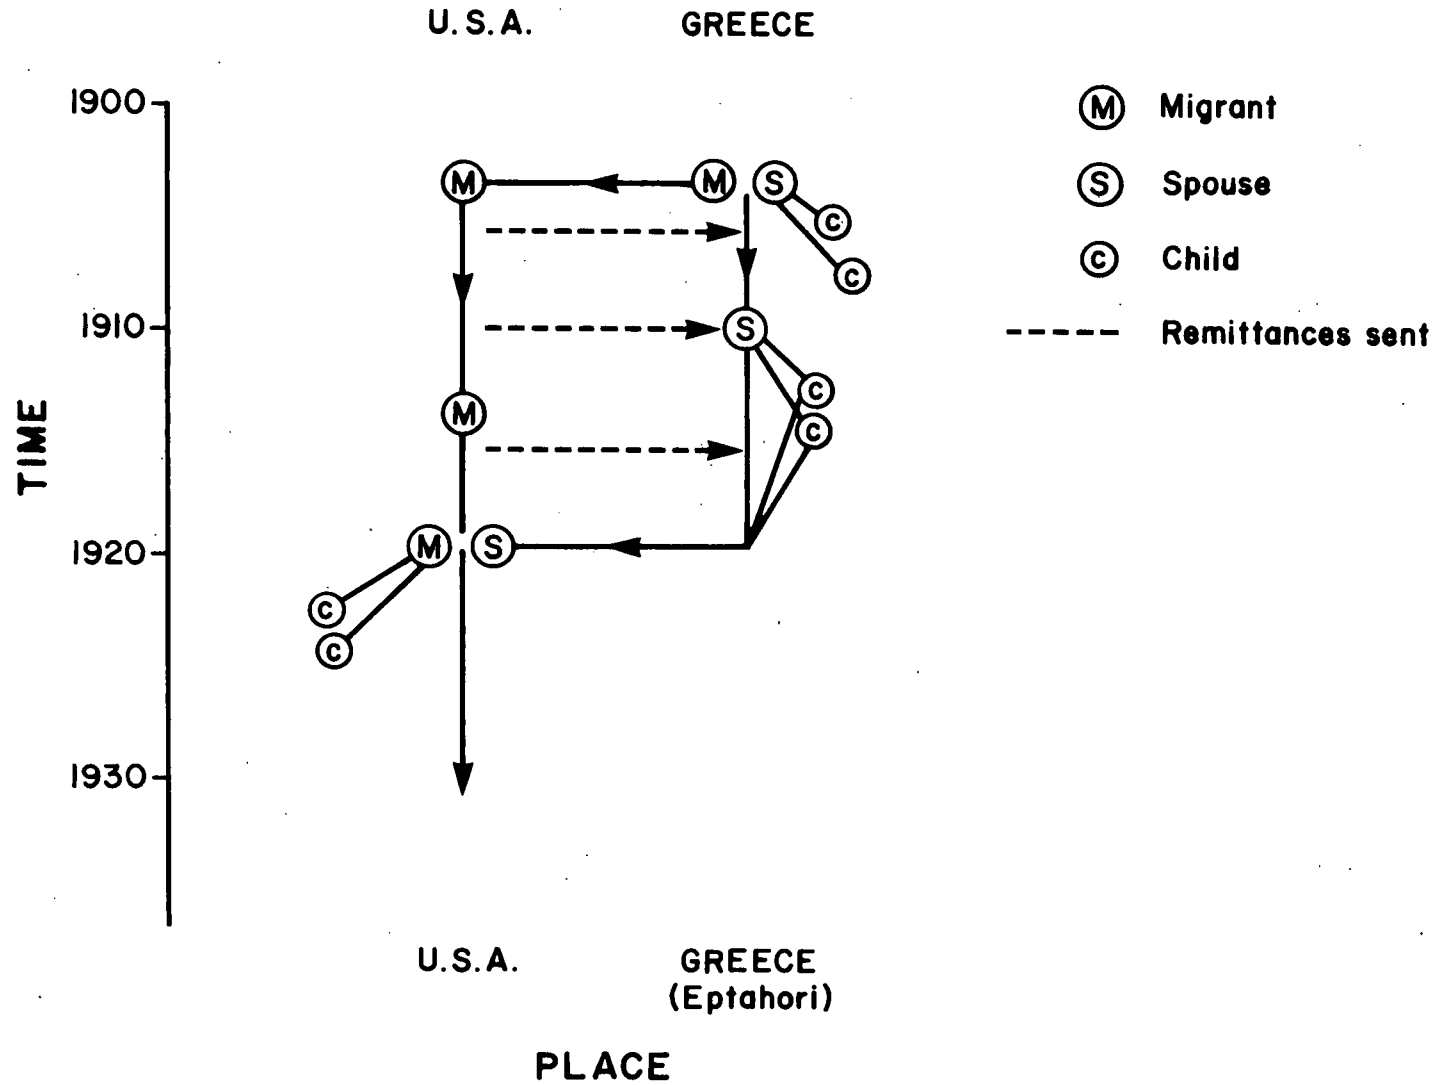 U.S.A. GREECE
1900
M M S
C
C
1910
S
C
M
C
TIME
1920
M S
C
C
1930
M Migrant
S Spouse
C Child
Remittances sent
U.S.A. GREECE
(Eptahori)
PLACE